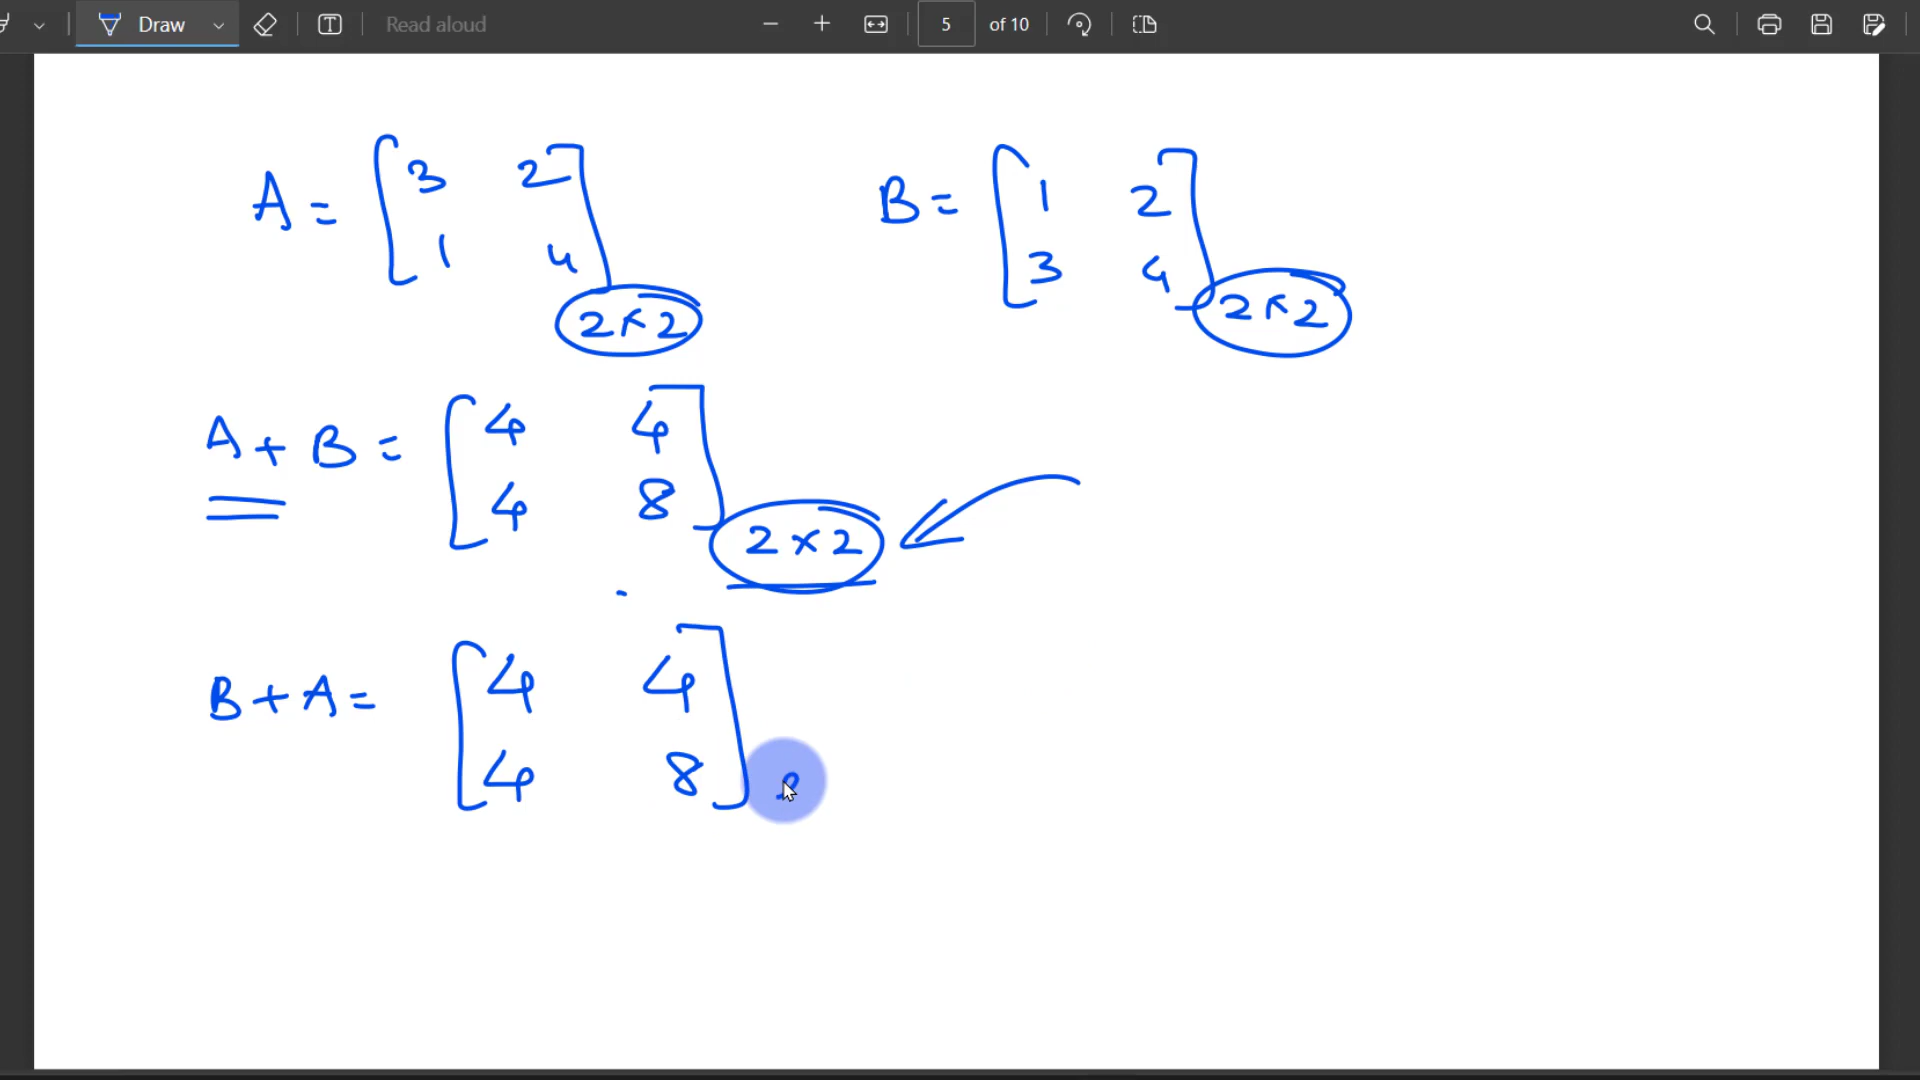 Draw Read aloud 5 of 10
A = [ 3 2 B = [ 1 2
1 4 ] 2×2 3 4 ] 2×2
A + B = [ 4 4
4 8 ] 2×2
B + A = [ 4 4
4 8 ]